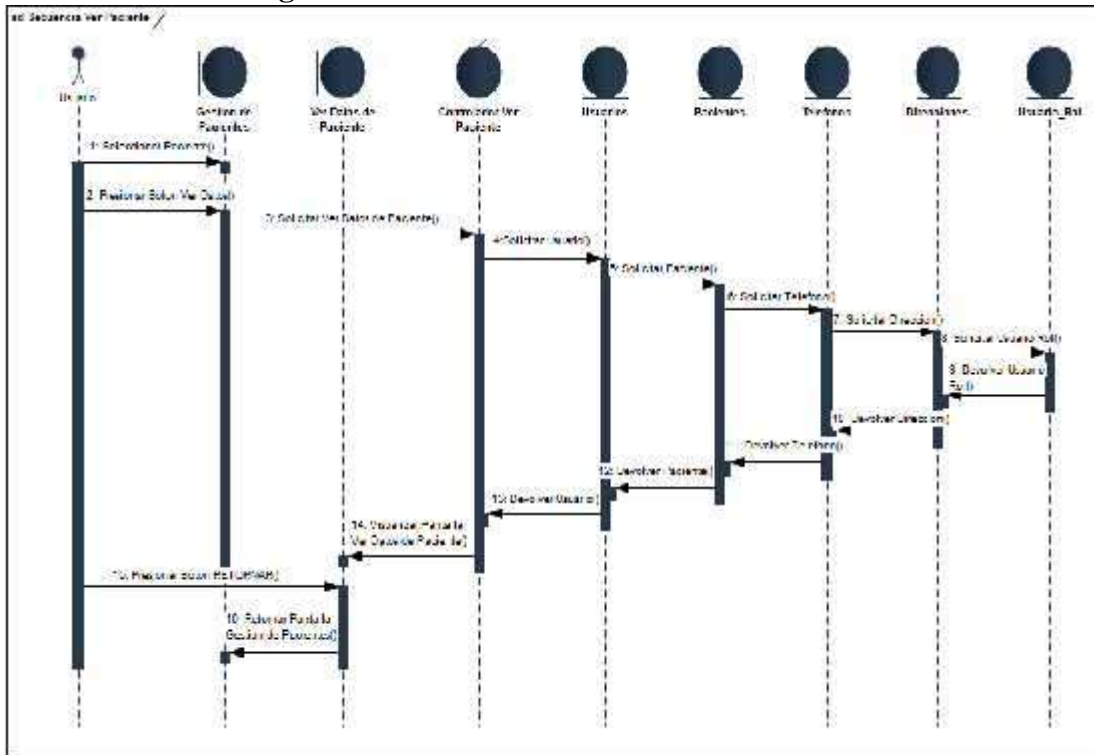 sd Secuencia Ver Paciente
Usuario
Gestion de
Pacientes
Ver Datos de
Paciente
Controlador Ver
Paciente
Usuarios
Pacientes
Telefonos
Direcciones
Usuario_Rol
1: Seleccionar Paciente()
2: Presionar Boton Ver Datos()
3: Solicitar Ver Datos de Paciente()
4: Solicitar Usuario()
5: Solicitar Paciente()
6: Solicitar Telefono()
7: Solicitar Direccion()
8: Solicitar Usuario Rol()
9: Devolver Usuario
Rol()
10: Devolver Direccion()
Devolver Telefono()
12: Devolver Paciente()
13: Devolver Usuario()
14: Visualizar Pantalla
Ver Datos de Paciente()
15: Presionar Boton RETORNAR()
16: Retornar Pantalla
Gestion de Pacientes()